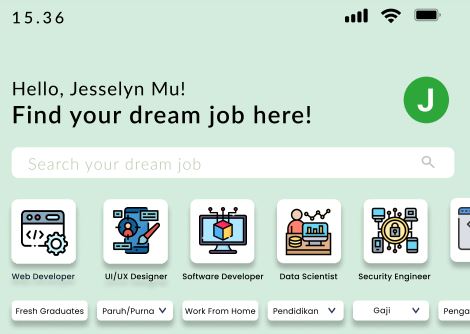 15.36
Hello, Jesselyn Mu!
Find your dream job here!
J
Search your dream job
Web Developer UI/UX Designer Software Developer Data Scientist Security Engineer
Fresh Graduates Paruh/Purna Work From Home Pendidikan Gaji Penga